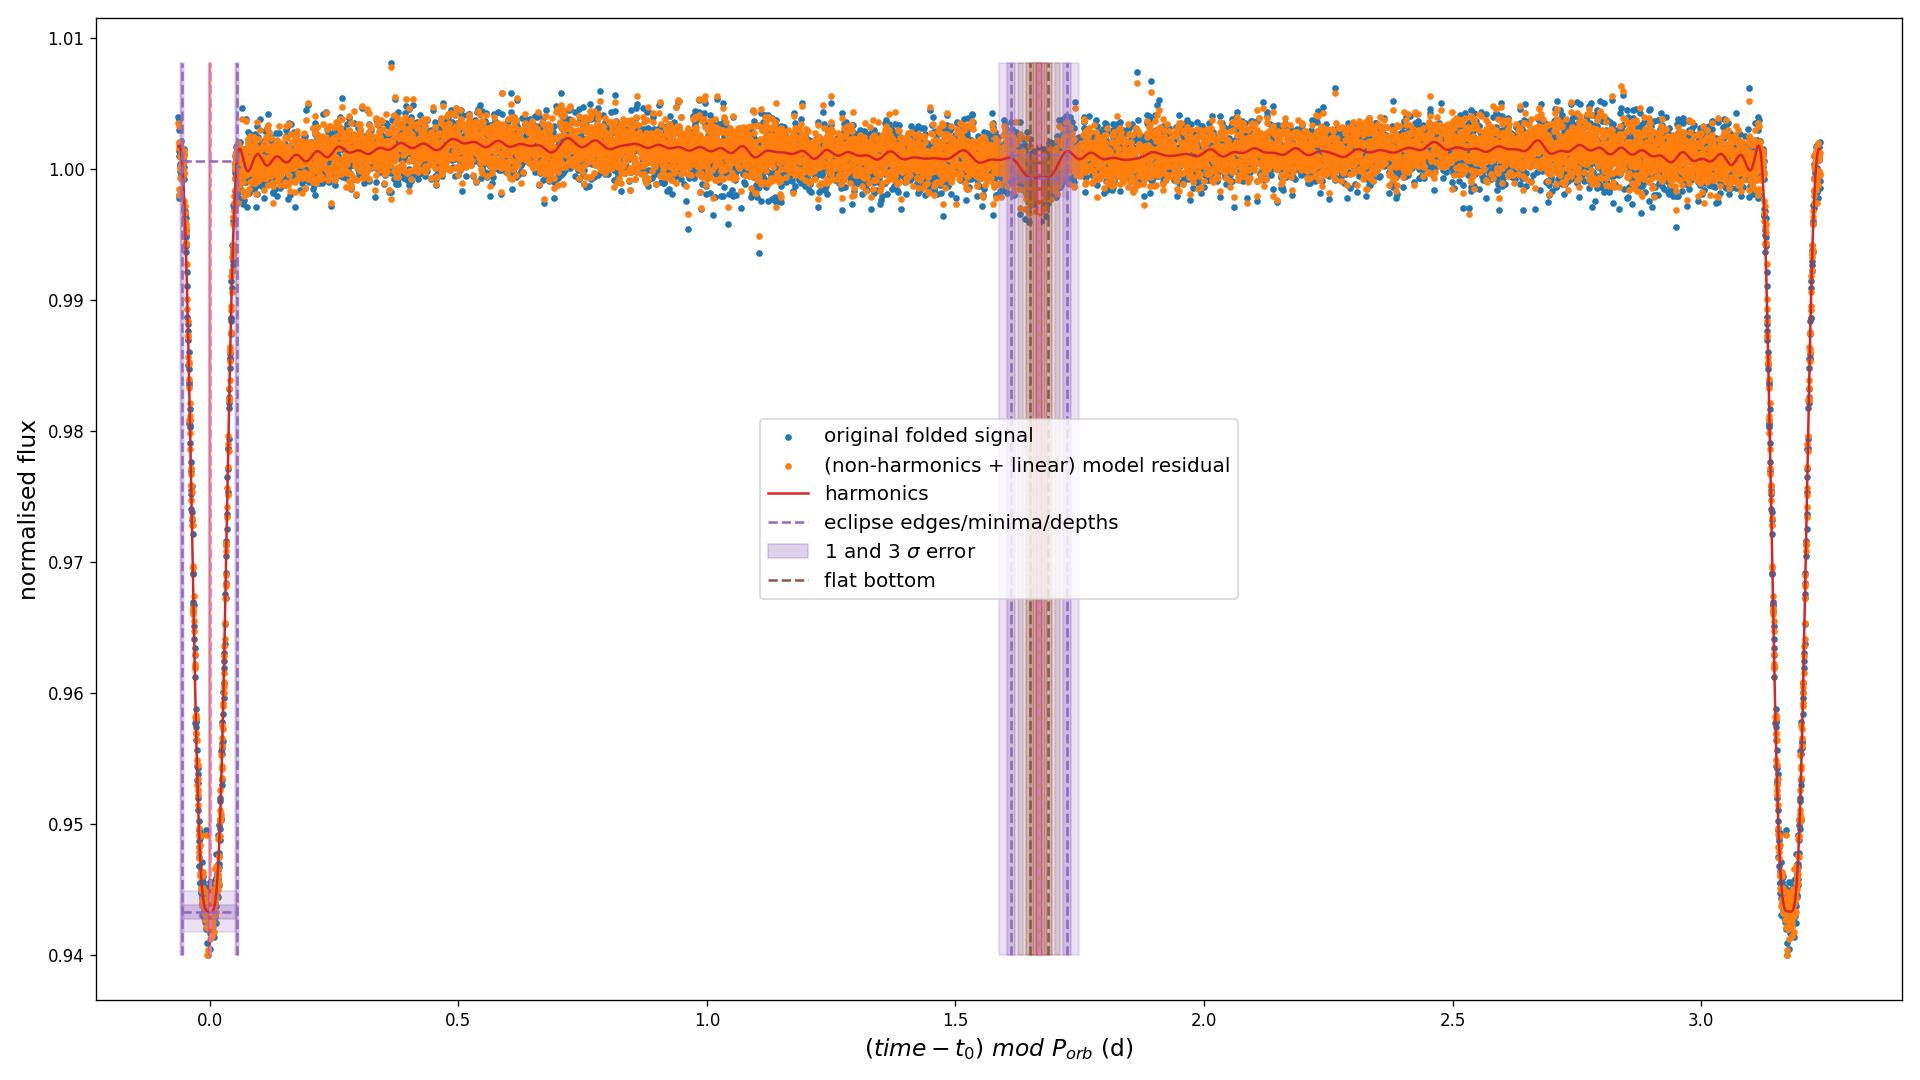 1.01
1.00
0.99
0.98
0.97
0.96
0.95
0.94
normalised flux
original folded signal
(non-harmonics + linear) model residual
harmonics
eclipse edges/minima/depths
1 and 3 σ error
flat bottom
0.0 0.5 1.0 1.5 2.0 2.5 3.0
(time − t₀) mod Pₒᵣb (d)